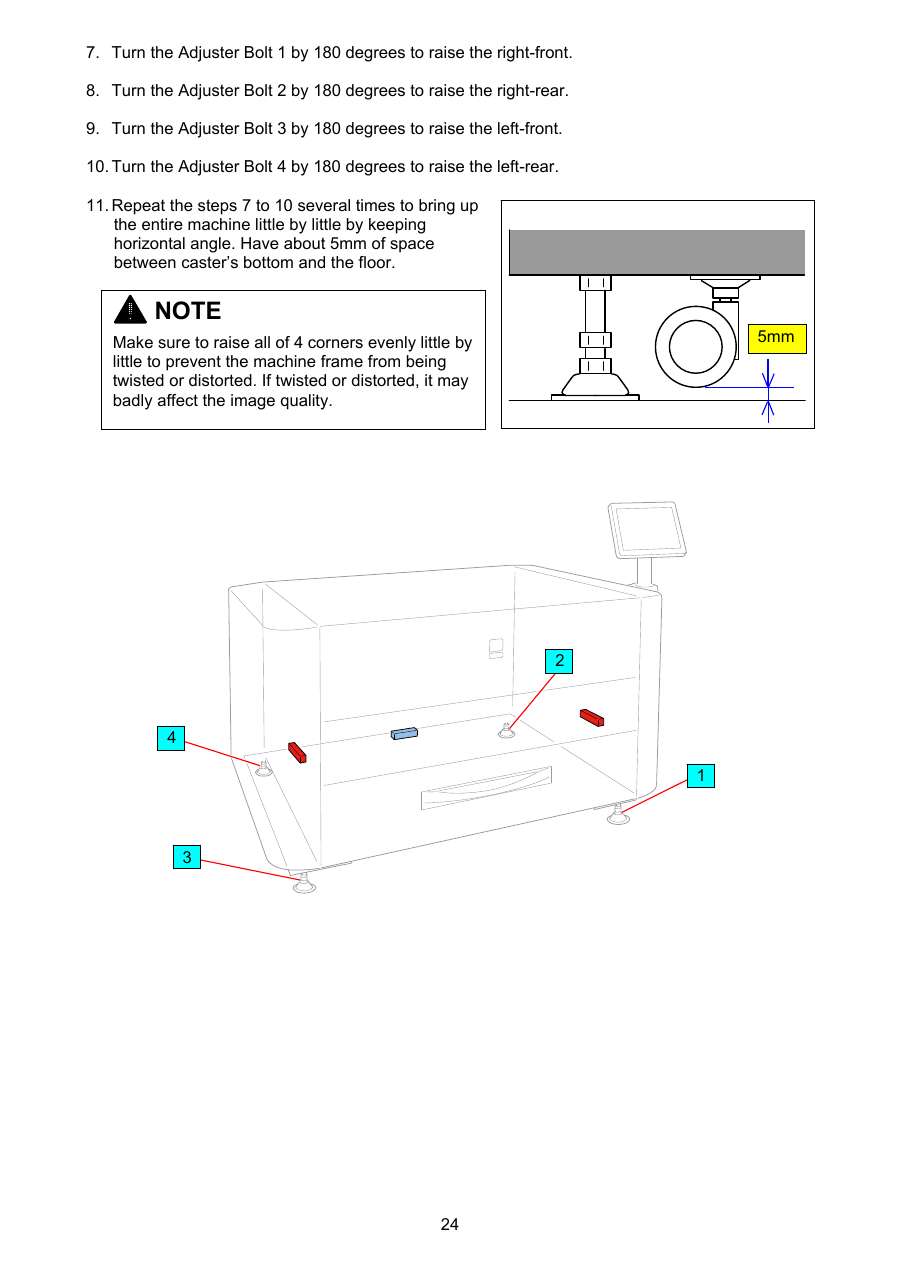 7. Turn the Adjuster Bolt 1 by 180 degrees to raise the right-front.
8. Turn the Adjuster Bolt 2 by 180 degrees to raise the right-rear.
9. Turn the Adjuster Bolt 3 by 180 degrees to raise the left-front.
10. Turn the Adjuster Bolt 4 by 180 degrees to raise the left-rear.
11. Repeat the steps 7 to 10 several times to bring up
the entire machine little by little by keeping
horizontal angle. Have about 5mm of space
between caster’s bottom and the floor.
NOTE
Make sure to raise all of 4 corners evenly little by
little to prevent the machine frame from being
twisted or distorted. If twisted or distorted, it may
badly affect the image quality.
5mm
2
4
1
3
24